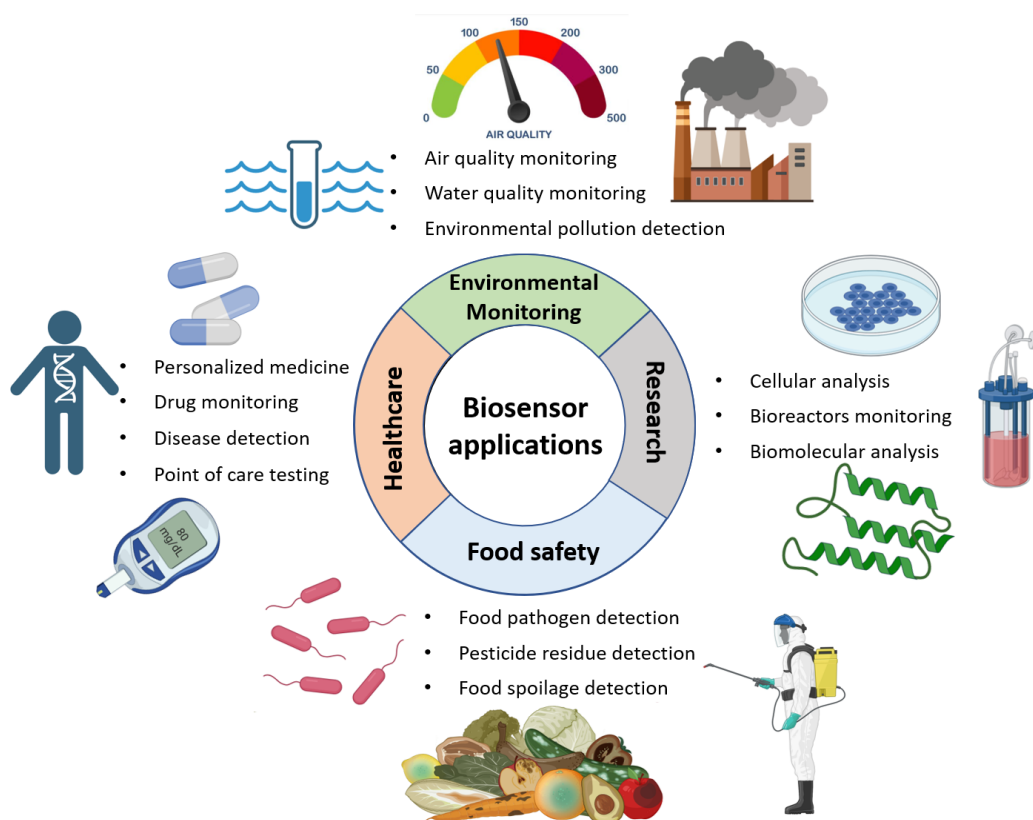 150
100
200
50
300
0
500
AIR QUALITY
• Air quality monitoring
• Water quality monitoring
• Environmental pollution detection
Environmental
Monitoring
Healthcare
Research
Biosensor
applications
Food safety
• Personalized medicine
• Drug monitoring
• Disease detection
• Point of care testing
80
mg/dL
• Cellular analysis
• Bioreactors monitoring
• Biomolecular analysis
• Food pathogen detection
• Pesticide residue detection
• Food spoilage detection